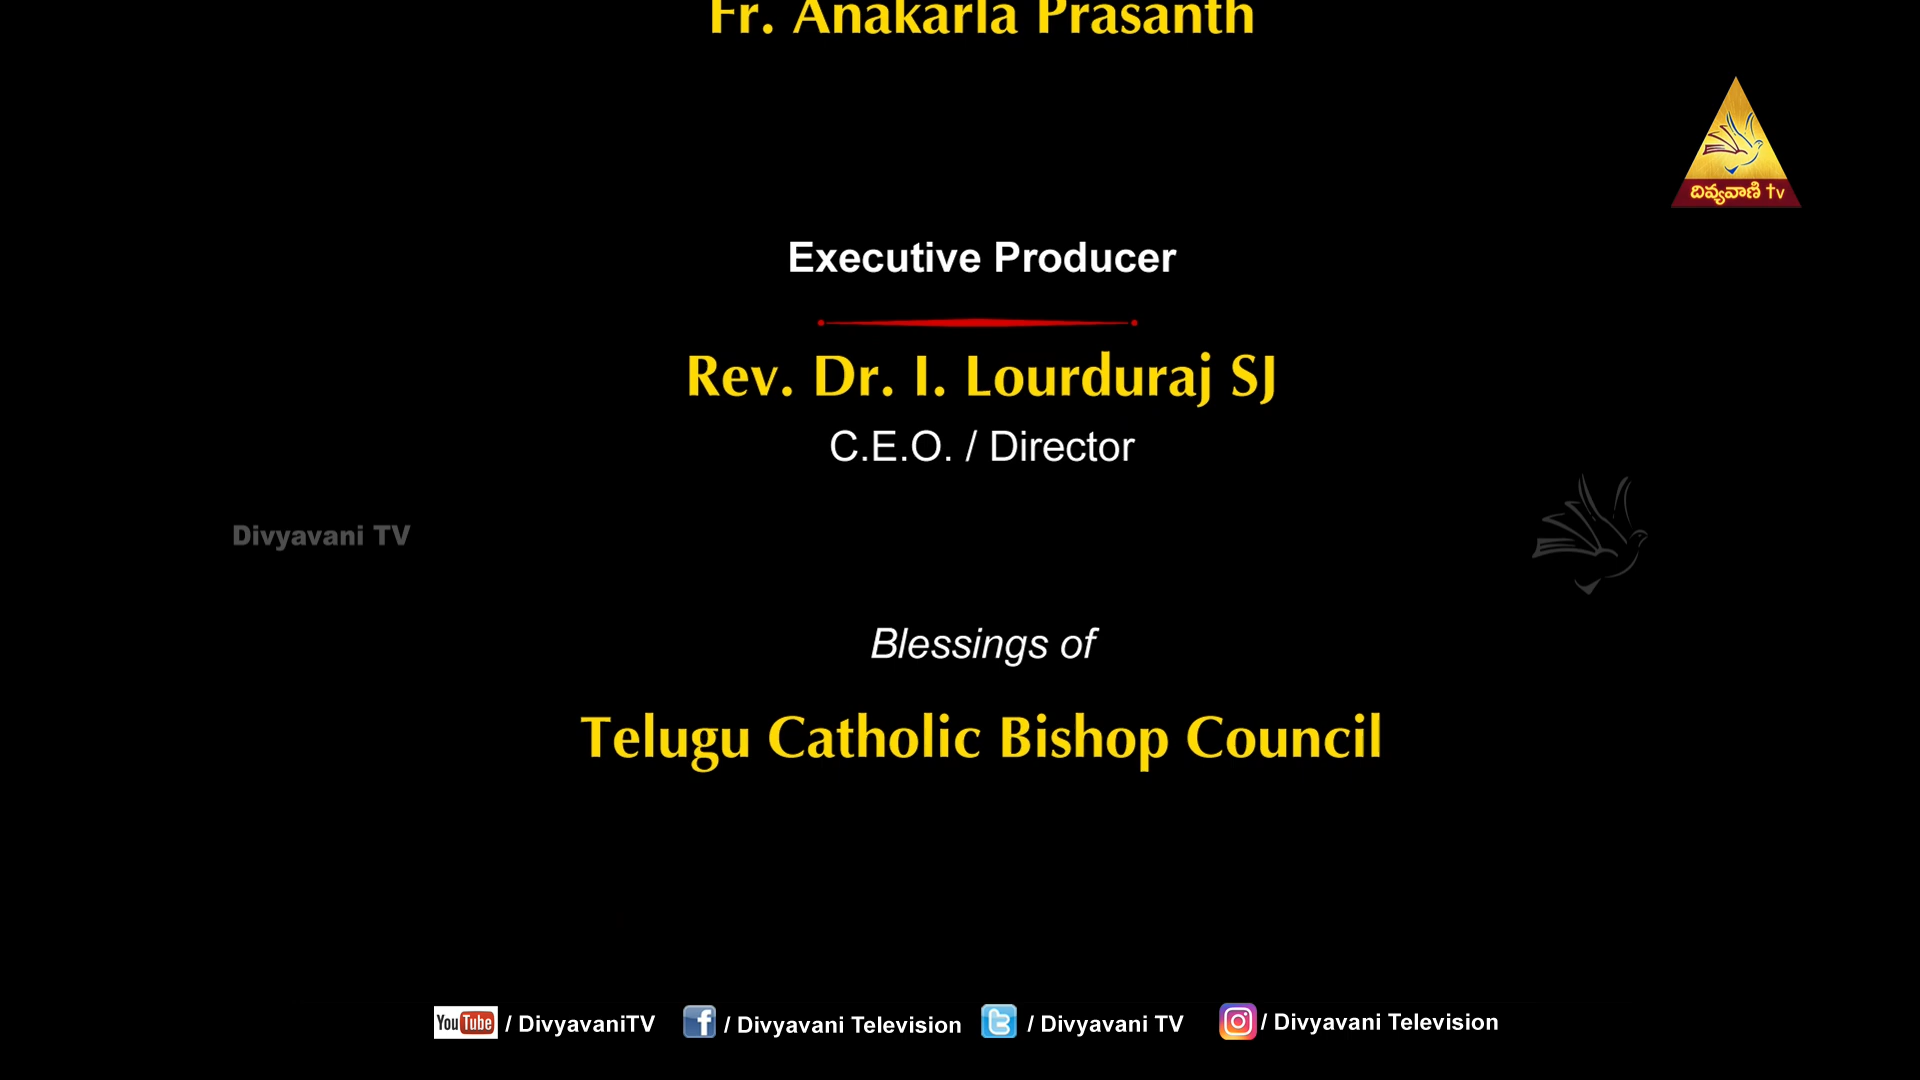 Fr. Anakarla Prasanth
దివ్యవాణి tv
Executive Producer
Rev. Dr. I. Lourduraj SJ
C.E.O. / Director
Divyavani TV
Blessings of
Telugu Catholic Bishop Council
YouTube / DivyavaniTV
f / Divyavani Television
/ Divyavani TV
/ Divyavani Television